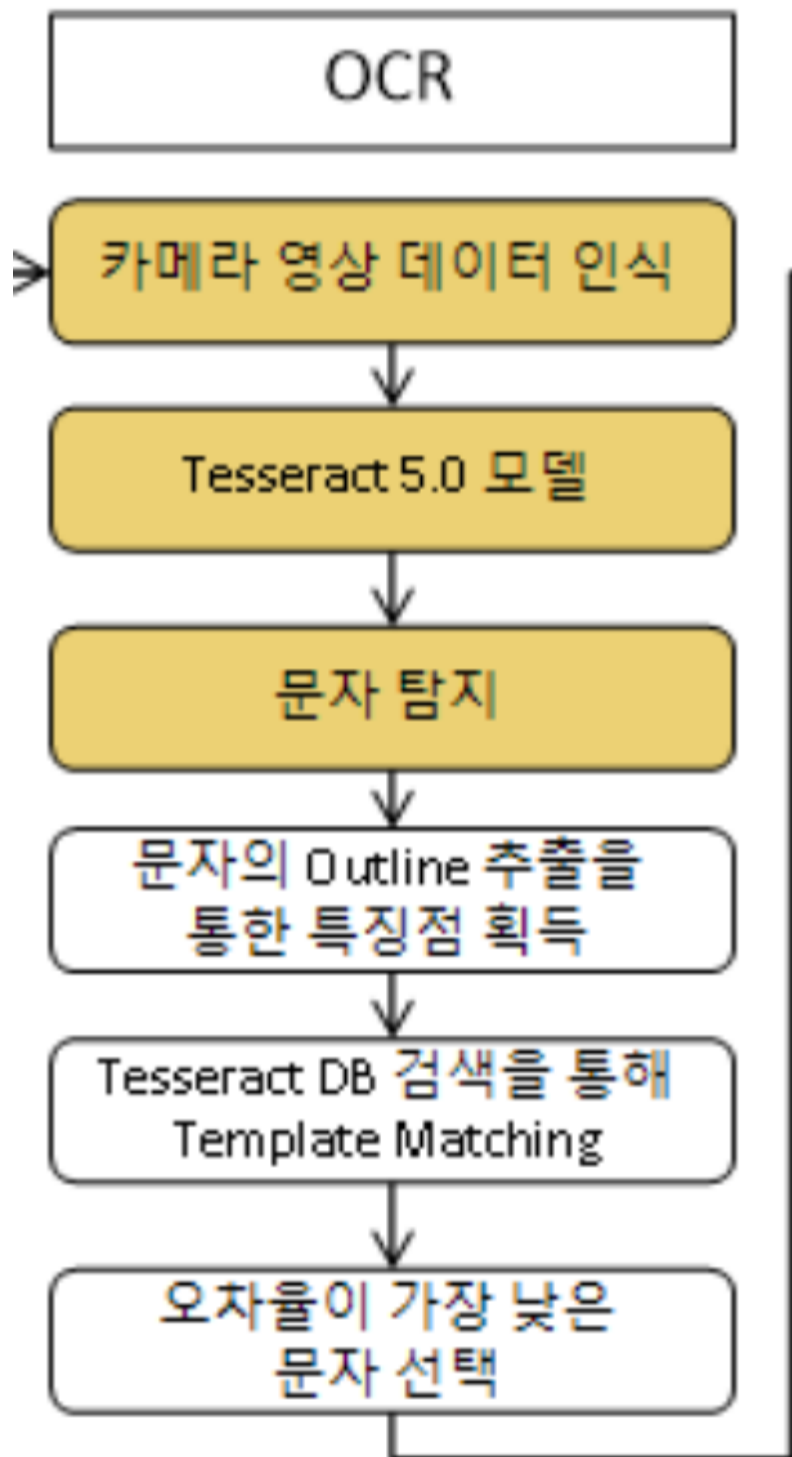 OCR
카메라 영상 데이터 인식
Tesseract 5.0 모델
문자 탐지
문자의 Outline 추출을
통한 특징점 획득
Tesseract DB 검색을 통해
Template Matching
오차율이 가장 낮은
문자 선택